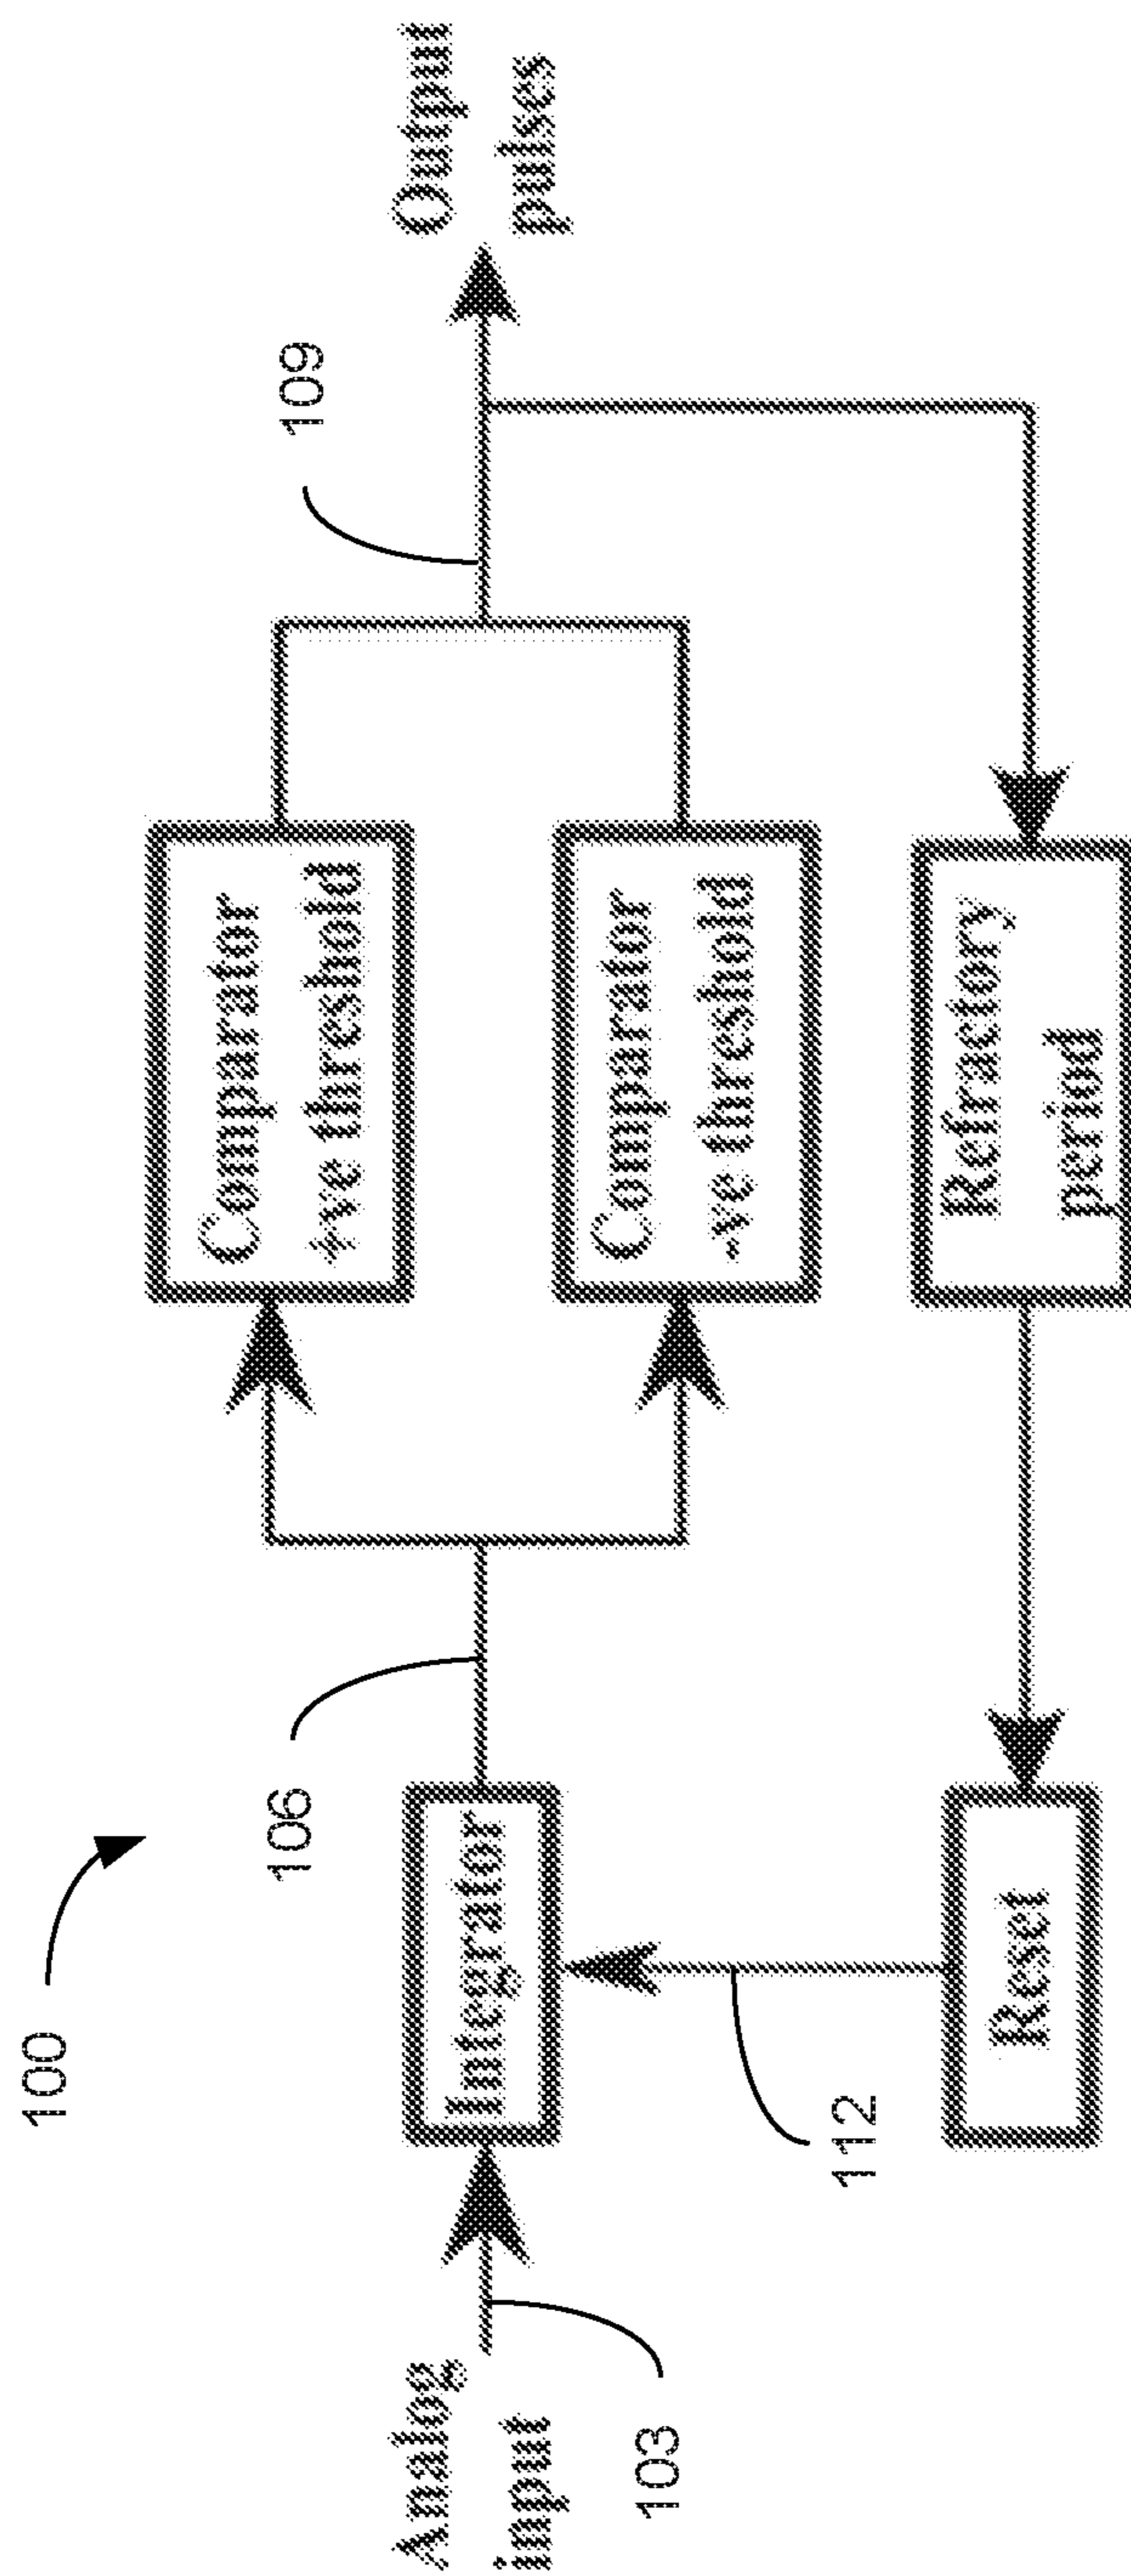 100
Analog
input
103
Integrator
106
112
Reset
Comparator
+ve threshold
Comparator
-ve threshold
Refractory
period
109
Output
pulses